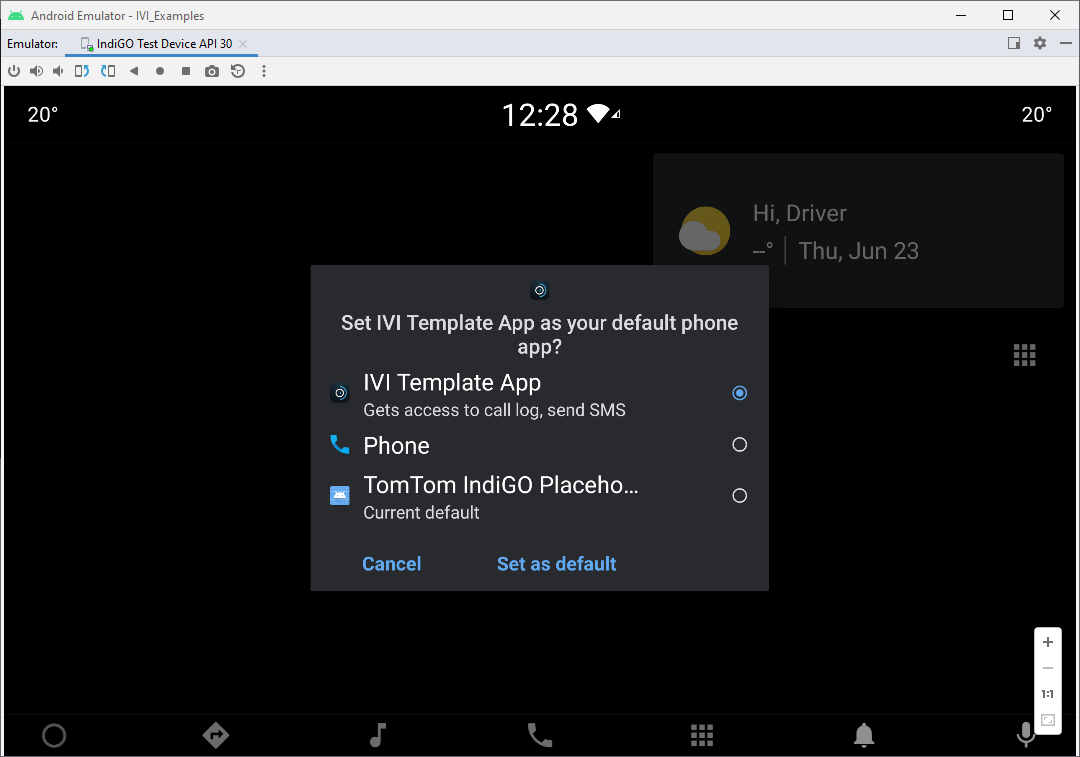 Android Emulator - IVI_Examples
Emulator: IndiGO Test Device API 30
20° 12:28 20°
Hi, Driver
--° Thu, Jun 23
Set IVI Template App as your default phone
app?
IVI Template App
Gets access to call log, send SMS
Phone
TomTom IndiGO Placeho...
Current default
Cancel Set as default
1:1